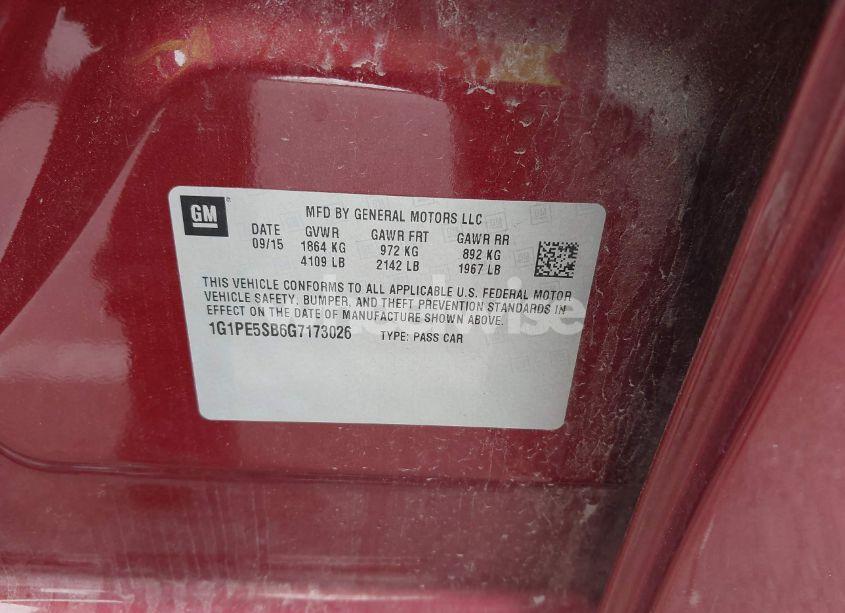 GM
MFD BY GENERAL MOTORS LLC
DATE GVWR GAWR FRT GAWR RR
09/15 1864 KG 972 KG 892 KG
4109 LB 2142 LB 1967 LB
THIS VEHICLE CONFORMS TO ALL APPLICABLE U.S. FEDERAL MOTOR
VEHICLE SAFETY, BUMPER, AND THEFT PREVENTION STANDARDS IN
EFFECT ON THE DATE OF MANUFACTURE SHOWN ABOVE.
1G1PE5SB6G7173026 TYPE: PASS CAR